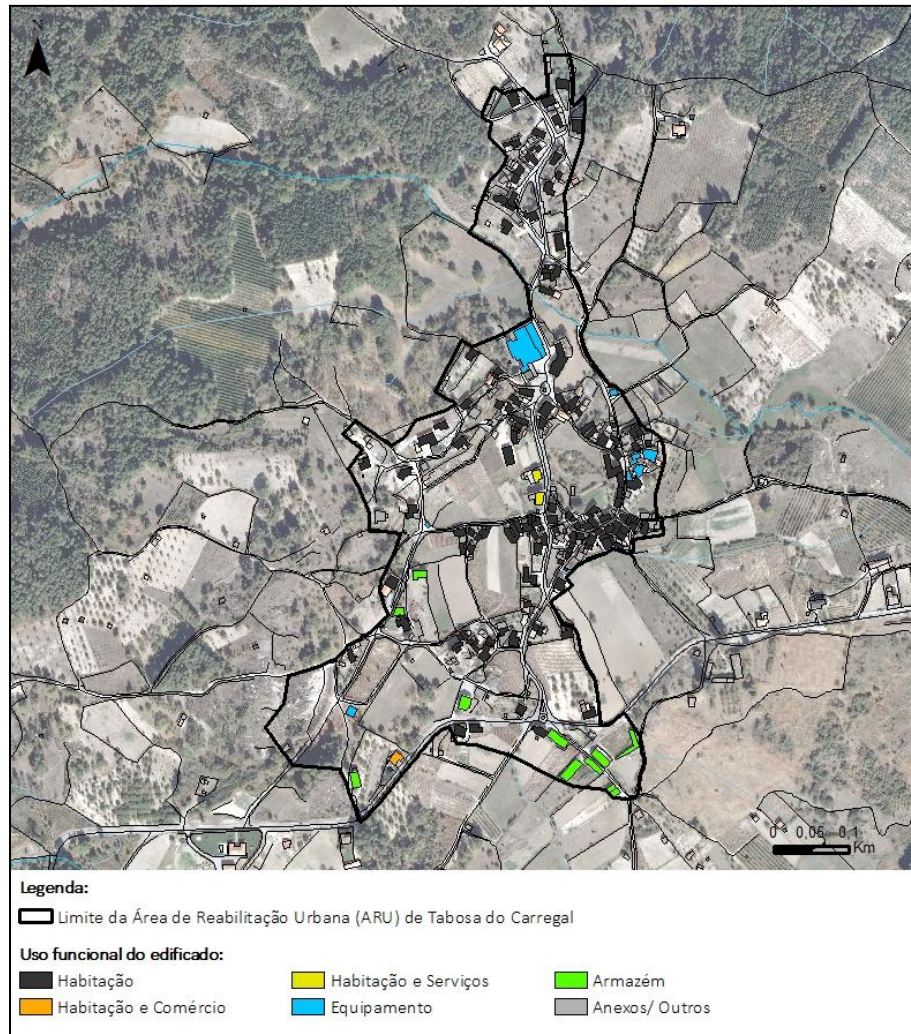 N
0 0,05 0,1
Km
Legenda:
Limite da Área de Reabilitação Urbana (ARU) de Tabosa do Carregal
Uso funcional do edificado:
Habitação
Habitação e Serviços
Armazém
Habitação e Comércio
Equipamento
Anexos/ Outros